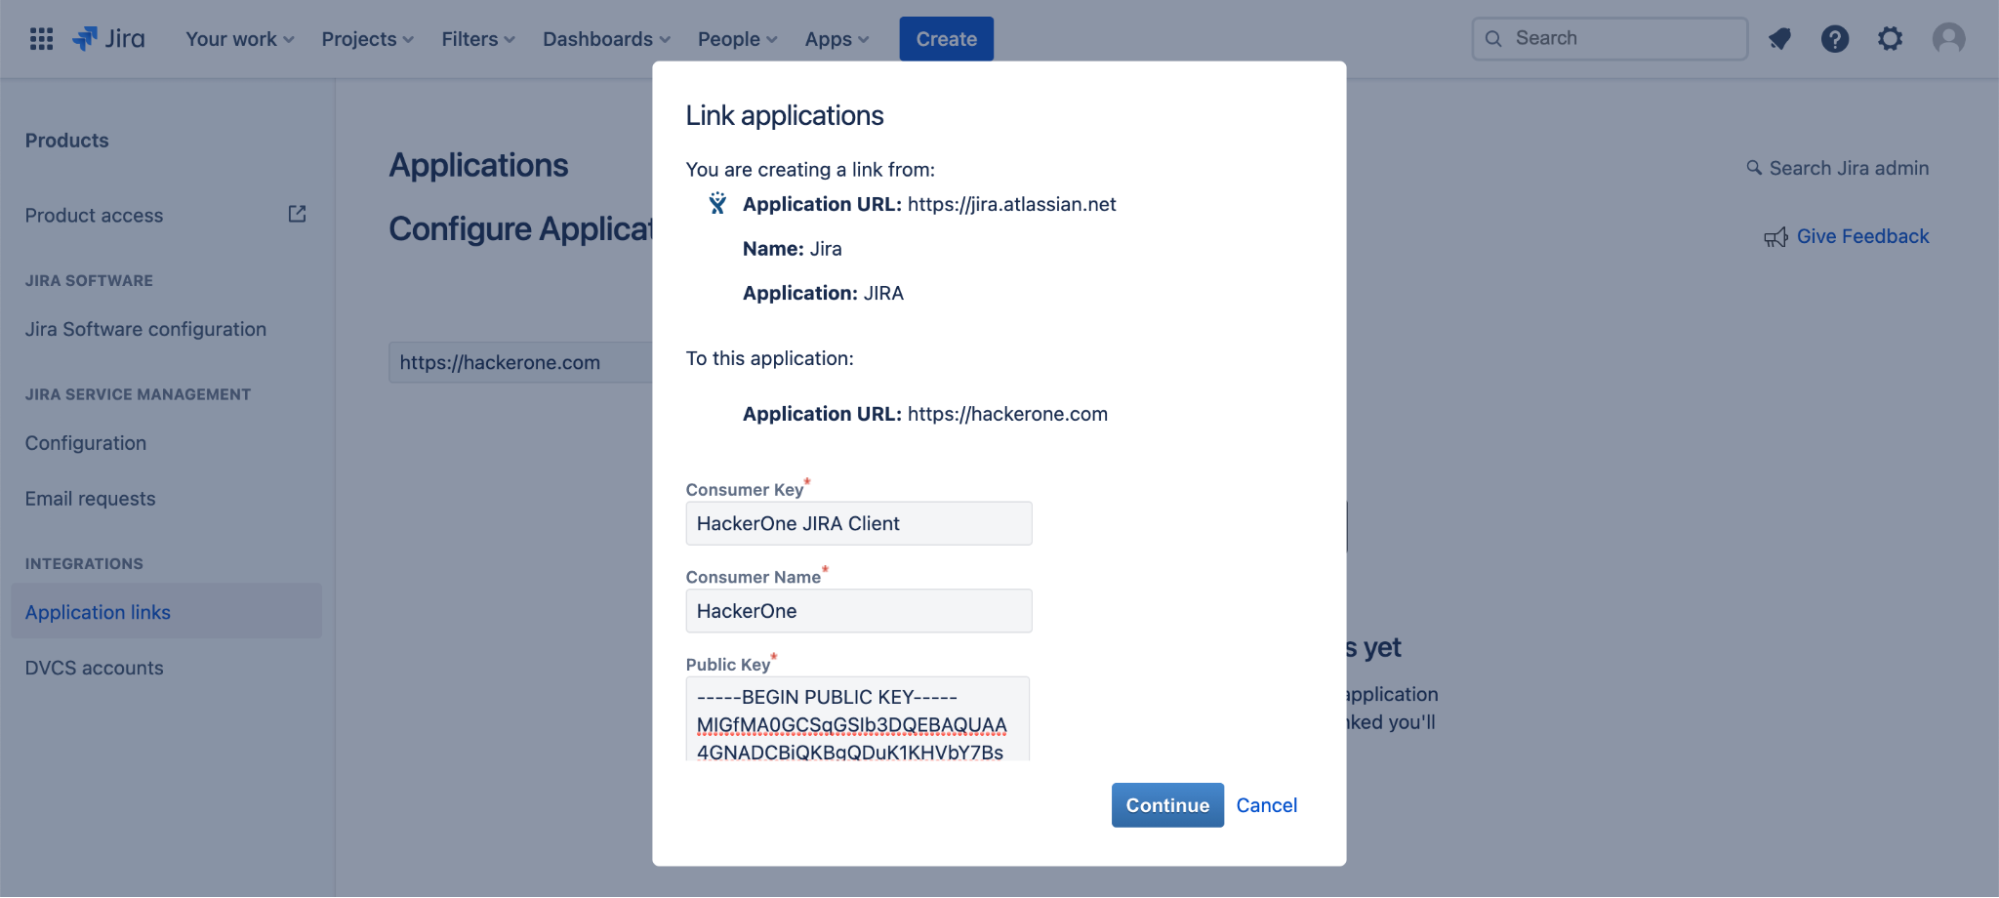 Jira Your work Projects Filters Dashboards People Apps Create Search
Products
Product access
JIRA SOFTWARE
Jira Software configuration
JIRA SERVICE MANAGEMENT
Configuration
Email requests
INTEGRATIONS
Application links
DVCS accounts
Applications
Configure Applicat
https://hackerone.com
Search Jira admin
Give Feedback
s yet
application
nked you'll
Link applications
You are creating a link from:
Application URL: https://jira.atlassian.net
Name: Jira
Application: JIRA
To this application:
Application URL: https://hackerone.com
Consumer Key*
HackerOne JIRA Client
Consumer Name*
HackerOne
Public Key*
-----BEGIN PUBLIC KEY-----
MIGfMA0GCSqGSIb3DQEBAQUAA
4GNADCBiQKBgQDuK1KHVbY7Bs
Continue Cancel